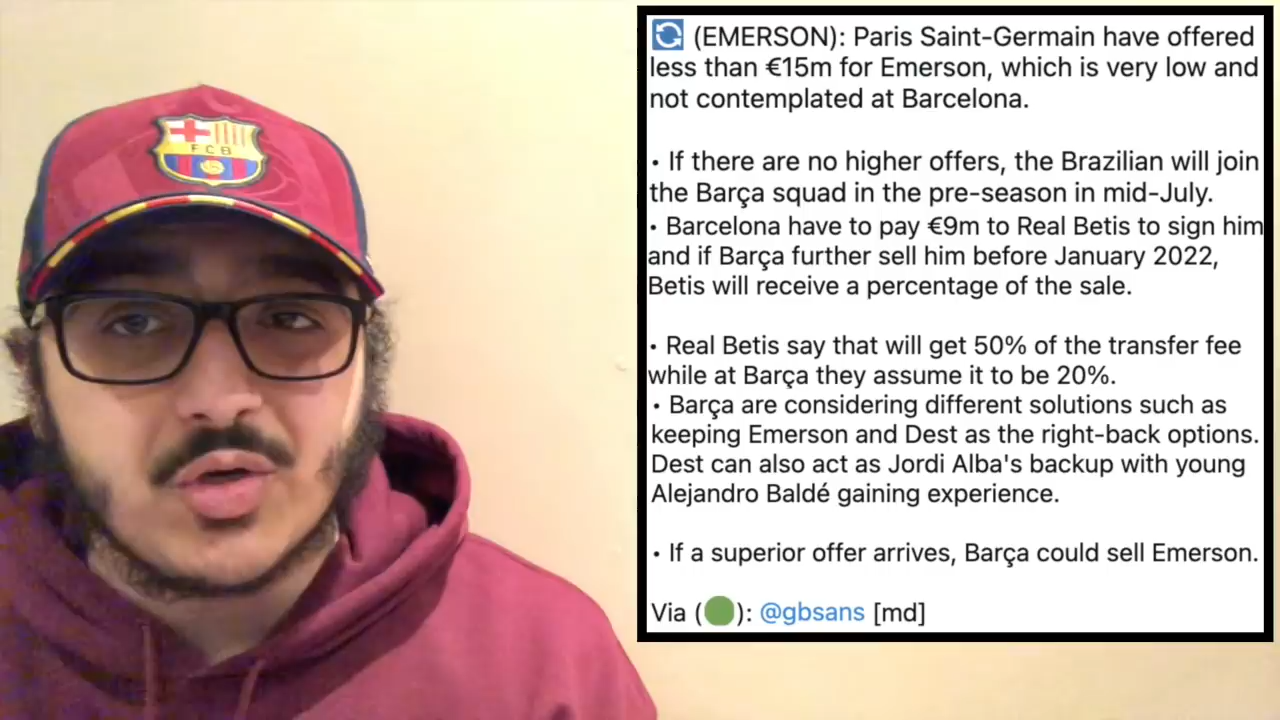 FCB
🔄 (EMERSON): Paris Saint-Germain have offered
less than €15m for Emerson, which is very low and
not contemplated at Barcelona.
• If there are no higher offers, the Brazilian will join
the Barça squad in the pre-season in mid-July.
• Barcelona have to pay €9m to Real Betis to sign him
and if Barça further sell him before January 2022,
Betis will receive a percentage of the sale.
• Real Betis say that will get 50% of the transfer fee
while at Barça they assume it to be 20%.
• Barça are considering different solutions such as
keeping Emerson and Dest as the right-back options.
Dest can also act as Jordi Alba's backup with young
Alejandro Baldé gaining experience.
• If a superior offer arrives, Barça could sell Emerson.
Via (🟢): @gbsans [md]